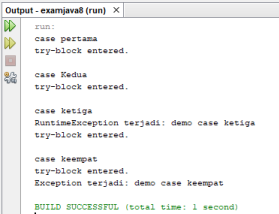 Output - examjava8 (run) ×
run:
case pertama
try-block entered.
case Kedua
try-block entered.
case ketiga
RuntimeException terjadi: demo case ketiga
try-block entered.
case keempat
try-block entered.
Exception terjadi: demo case keempat
BUILD SUCCESSFUL (total time: 1 second)